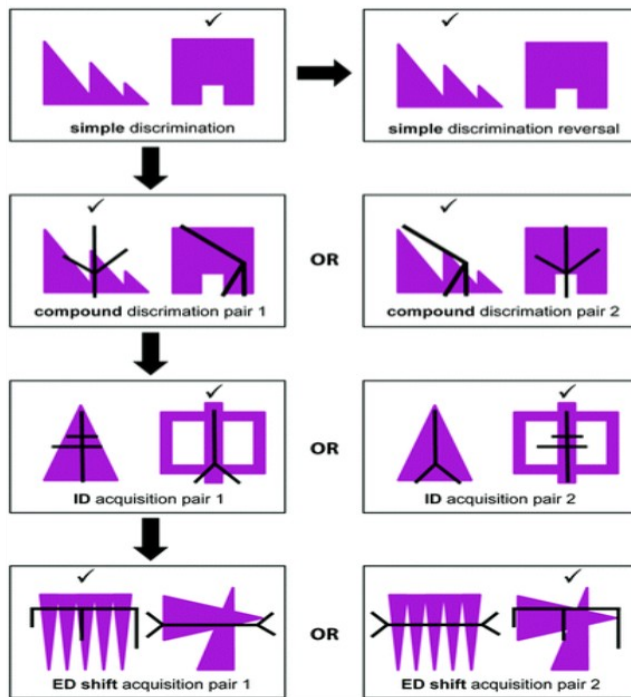 simple discrimination
simple discrimination reversal
compound discrimation pair 1
OR
compound discrimination pair 2
ID acquisition pair 1
OR
ID acquisition pair 2
ED shift acquisition pair 1
OR
ED shift acquisition pair 2